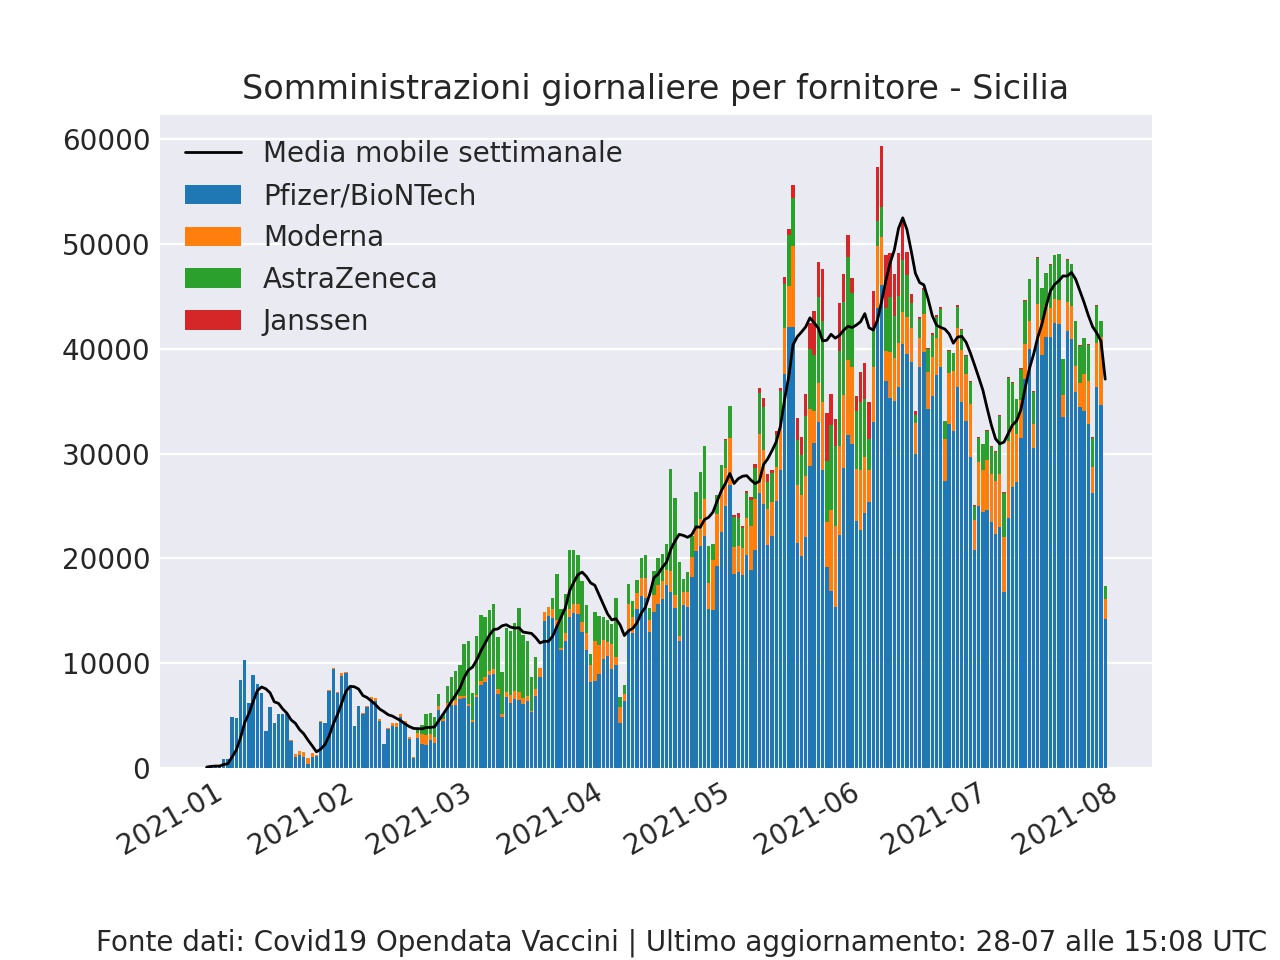 Somministrazioni giornaliere per fornitore - Sicilia
60000
50000
40000
30000
20000
10000
0
Media mobile settimanale
Pfizer/BioNTech
Moderna
AstraZeneca
Janssen
2021-01
2021-02
2021-03
2021-04
2021-05
2021-06
2021-07
2021-08
Fonte dati: Covid19 Opendata Vaccini | Ultimo aggiornamento: 28-07 alle 15:08 UTC